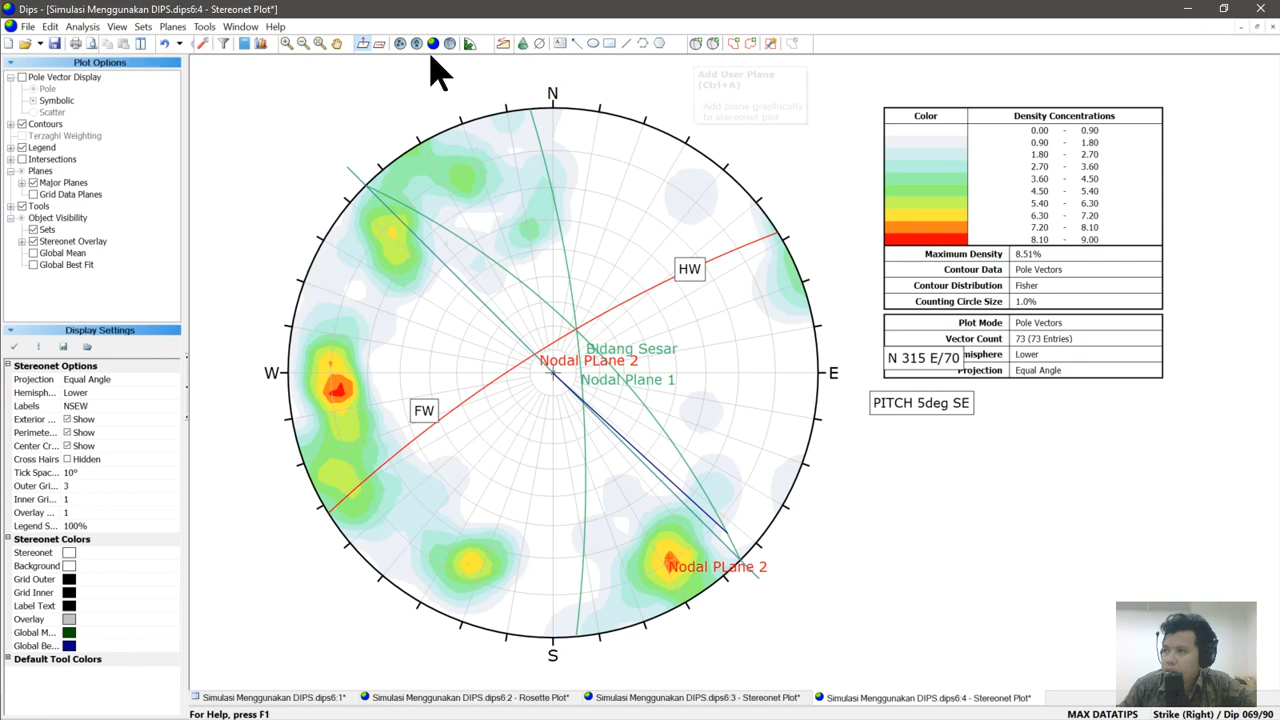 Dips - [Simulasi Menggunakan DIPS.dips6:4 - Stereonet Plot*]
File Edit Analysis View Sets Planes Tools Window Help
Plot Options
Pole Vector Display
Pole
Symbolic
Scatter
Contours
Terzaghi Weighting
Legend
Intersections
Planes
Major Planes
Grid Data Planes
Tools
Object Visibility
Sets
Stereonet Overlay
Global Mean
Global Best Fit
Display Settings
Stereonet Options
Projection Equal Angle
Hemisph... Lower
Labels NSEW
Exterior ... Show
Perimete... Show
Center Cr... Show
Cross Hairs Hidden
Tick Spac... 10°
Outer Gri... 3
Inner Gri... 1
Overlay ... 1
Legend S... 100%
Stereonet Colors
Stereonet
Background
Grid Outer
Grid Inner
Label Text
Overlay
Global M...
Global Be...
Default Tool Colors
Add User Plane
(Ctrl+A)
Add plane graphically
to stereonet plot
N
W
E
S
HW
FW
Bidang Sesar
Nodal PLane 2
Nodal Plane 1
Nodal PLane 2
Color Density Concentrations
0.00 - 0.90
0.90 - 1.80
1.80 - 2.70
2.70 - 3.60
3.60 - 4.50
4.50 - 5.40
5.40 - 6.30
6.30 - 7.20
7.20 - 8.10
8.10 - 9.00
Maximum Density 8.51%
Contour Data Pole Vectors
Contour Distribution Fisher
Counting Circle Size 1.0%
Plot Mode Pole Vectors
Vector Count 73 (73 Entries)
N 315 E/70
misphere Lower
Projection Equal Angle
PITCH 5deg SE
Simulasi Menggunakan DIPS.dips6:1* Simulasi Menggunakan DIPS.dips6:2 - Rosette Plot* Simulasi Menggunakan DIPS.dips6:3 - Stereonet Plot* Simulasi Menggunakan DIPS.dips6:4 - Stereonet Plot*
For Help, press F1 MAX DATATIPS Strike (Right) / Dip 069/90